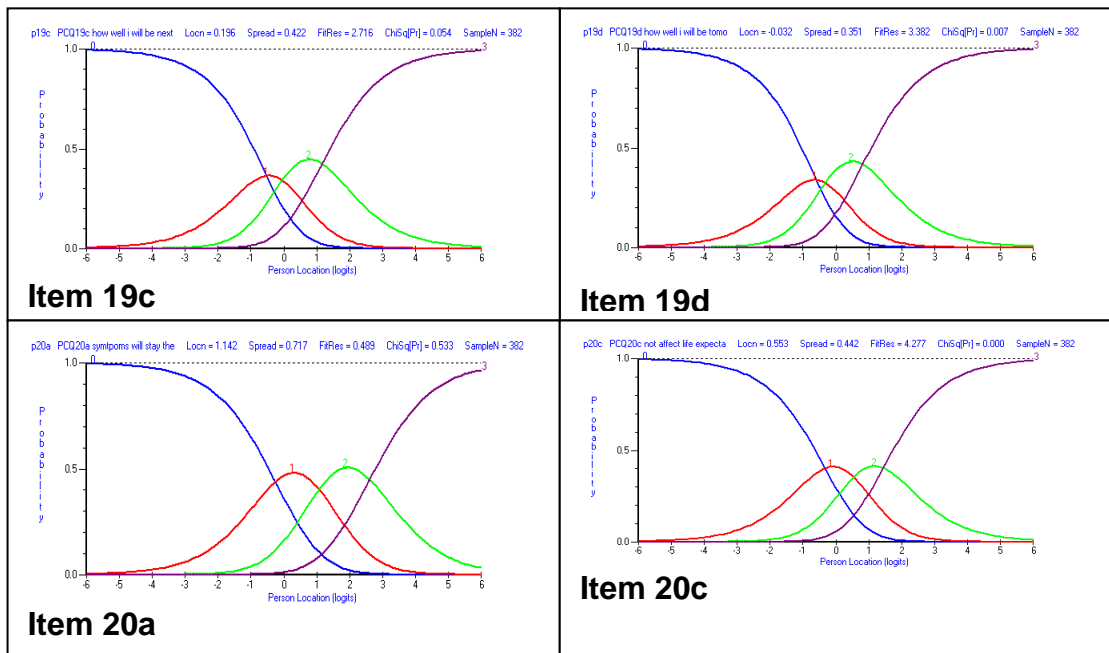 p19c PCQ19c how well i will be next Locn = 0.196 Spread = 0.422 FitRes = 2.716 ChiSq[Pr] = 0.054 SampleN = 382
1.0
0
3
Probability
0.5
1
2
0.0
-6 -5 -4 -3 -2 -1 0 1 2 3 4 5 6
Person Location (logits)
Item 19c
p19d PCQ19d how well i will be tomo Locn = -0.032 Spread = 0.351 FitRes = 3.382 ChiSq[Pr] = 0.007 SampleN = 382
1.0
0
3
Probability
0.5
1
2
0.0
-6 -5 -4 -3 -2 -1 0 1 2 3 4 5 6
Person Location (logits)
Item 19d
p20a PCQ20a symtpoms will stay the Locn = 1.142 Spread = 0.717 FitRes = 0.489 ChiSq[Pr] = 0.533 SampleN = 382
1.0
0
3
Probability
0.5
1
2
0.0
-6 -5 -4 -3 -2 -1 0 1 2 3 4 5 6
Person Location (logits)
Item 20a
p20c PCQ20c not affect life expecta Locn = 0.553 Spread = 0.442 FitRes = 4.277 ChiSq[Pr] = 0.000 SampleN = 382
1.0
0
3
Probability
0.5
1
2
0.0
-6 -5 -4 -3 -2 -1 0 1 2 3 4 5 6
Person Location (logits)
Item 20c